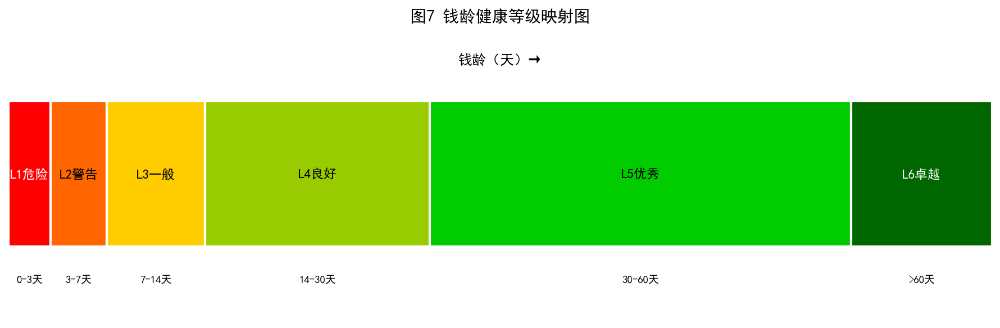 图7 钱龄健康等级映射图
钱龄（天）→
L1危险 L2警告 L3一般 L4良好 L5优秀 L6卓越
0-3天 3-7天 7-14天 14-30天 30-60天 >60天